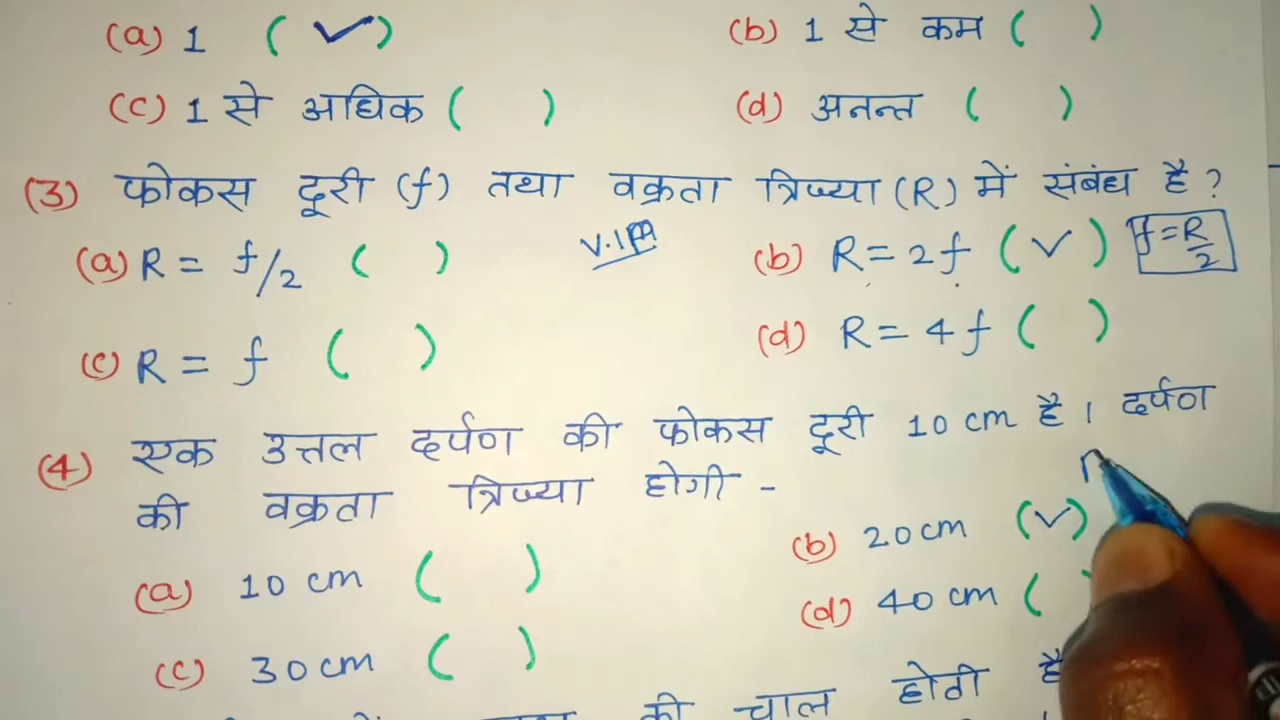 (a) 1 ( ✓ ) (b) 1 से कम ( )
(c) 1 से अधिक ( ) (d) अनन्त ( )
(3) फोकस दूरी (f) तथा वक्रता त्रिज्या (R) में संबंध है ?
V.Im
(a) R = f/2 ( ) (b) R = 2f ( ✓ ) f = R/2
(c) R = f ( ) (d) R = 4f ( )
(4) एक उत्तल दर्पण की फोकस दूरी 10 cm है । दर्पण
की वक्रता त्रिज्या होगी -
(a) 10 cm ( ) (b) 20 cm ( ✓ )
(c) 30 cm ( ) (d) 40 cm (
की चाल होती है